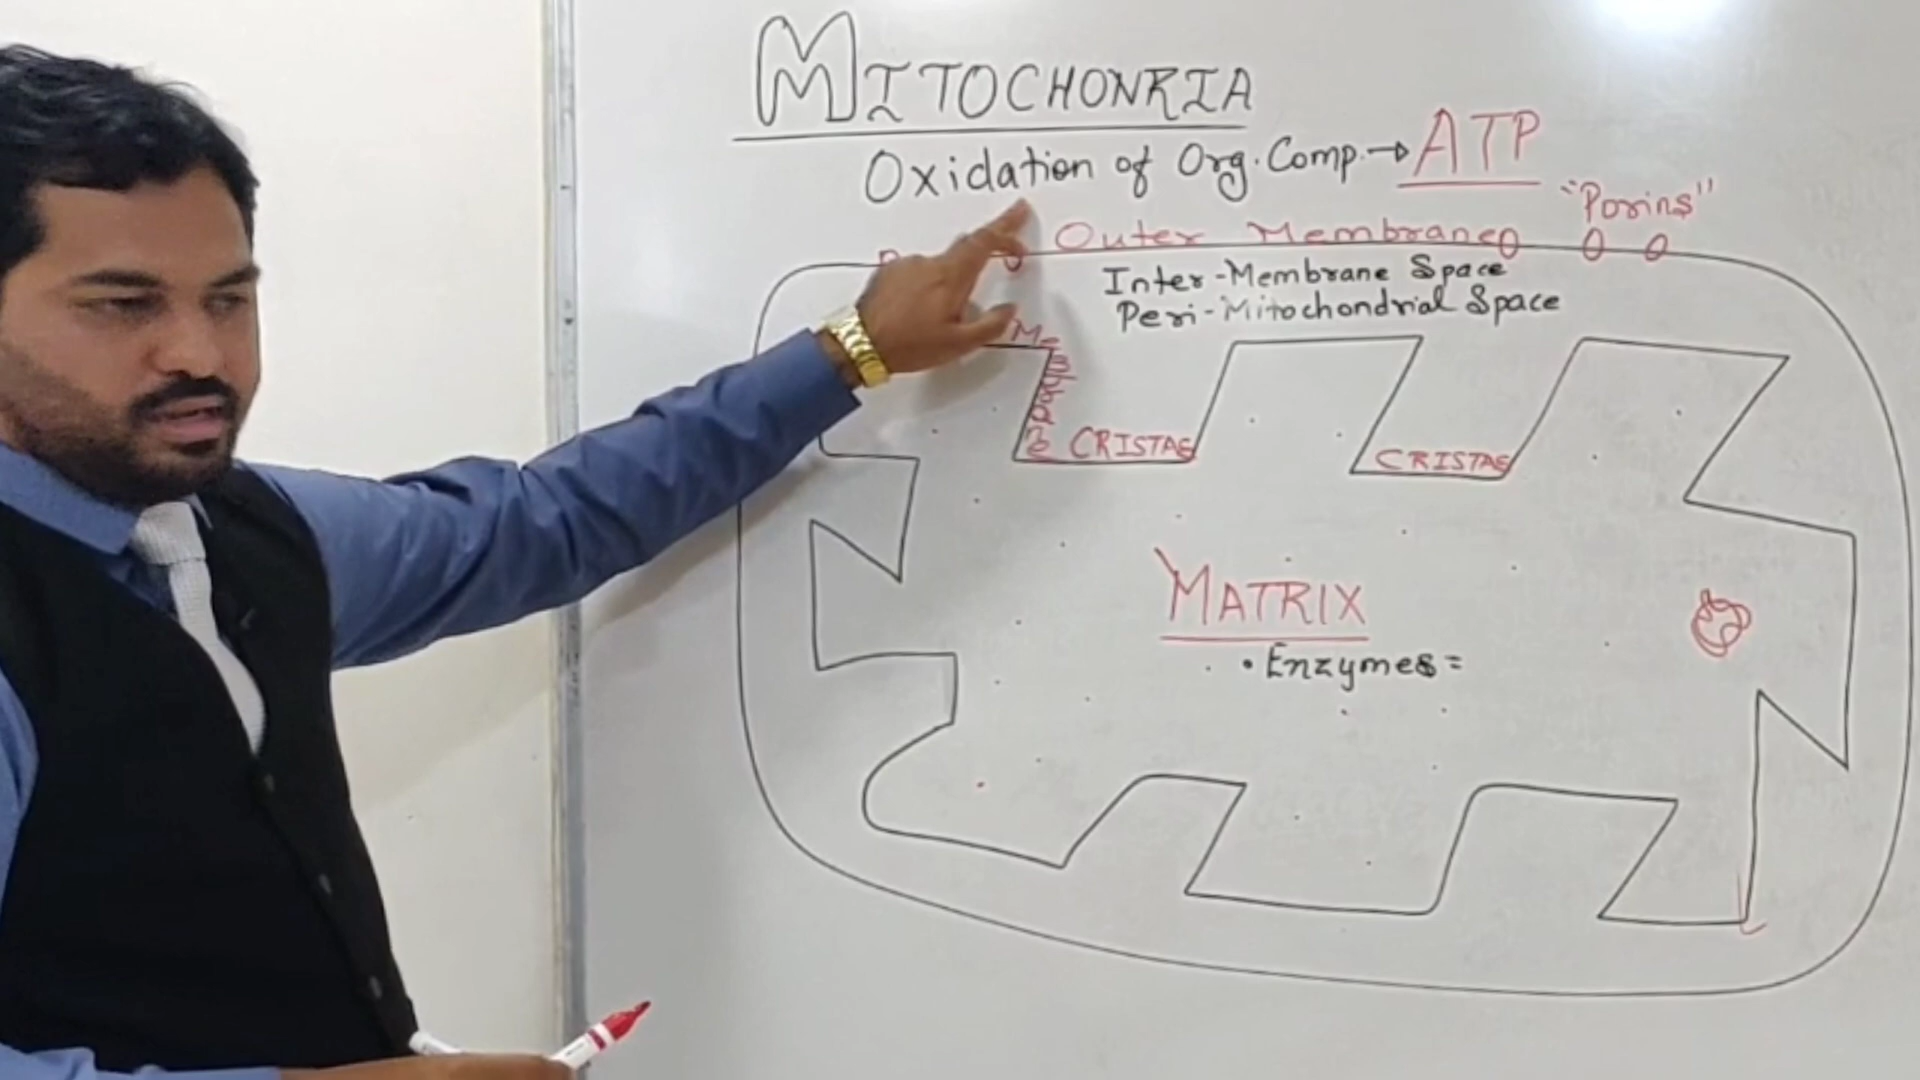 MITOCHONRIA
Oxidation of Org. Comp. → ATP
"Porins"
Outer Membrane
Inter-Membrane Space
Peri-Mitochondrial Space
CRISTAE
CRISTAE
MATRIX
• Enzymes =